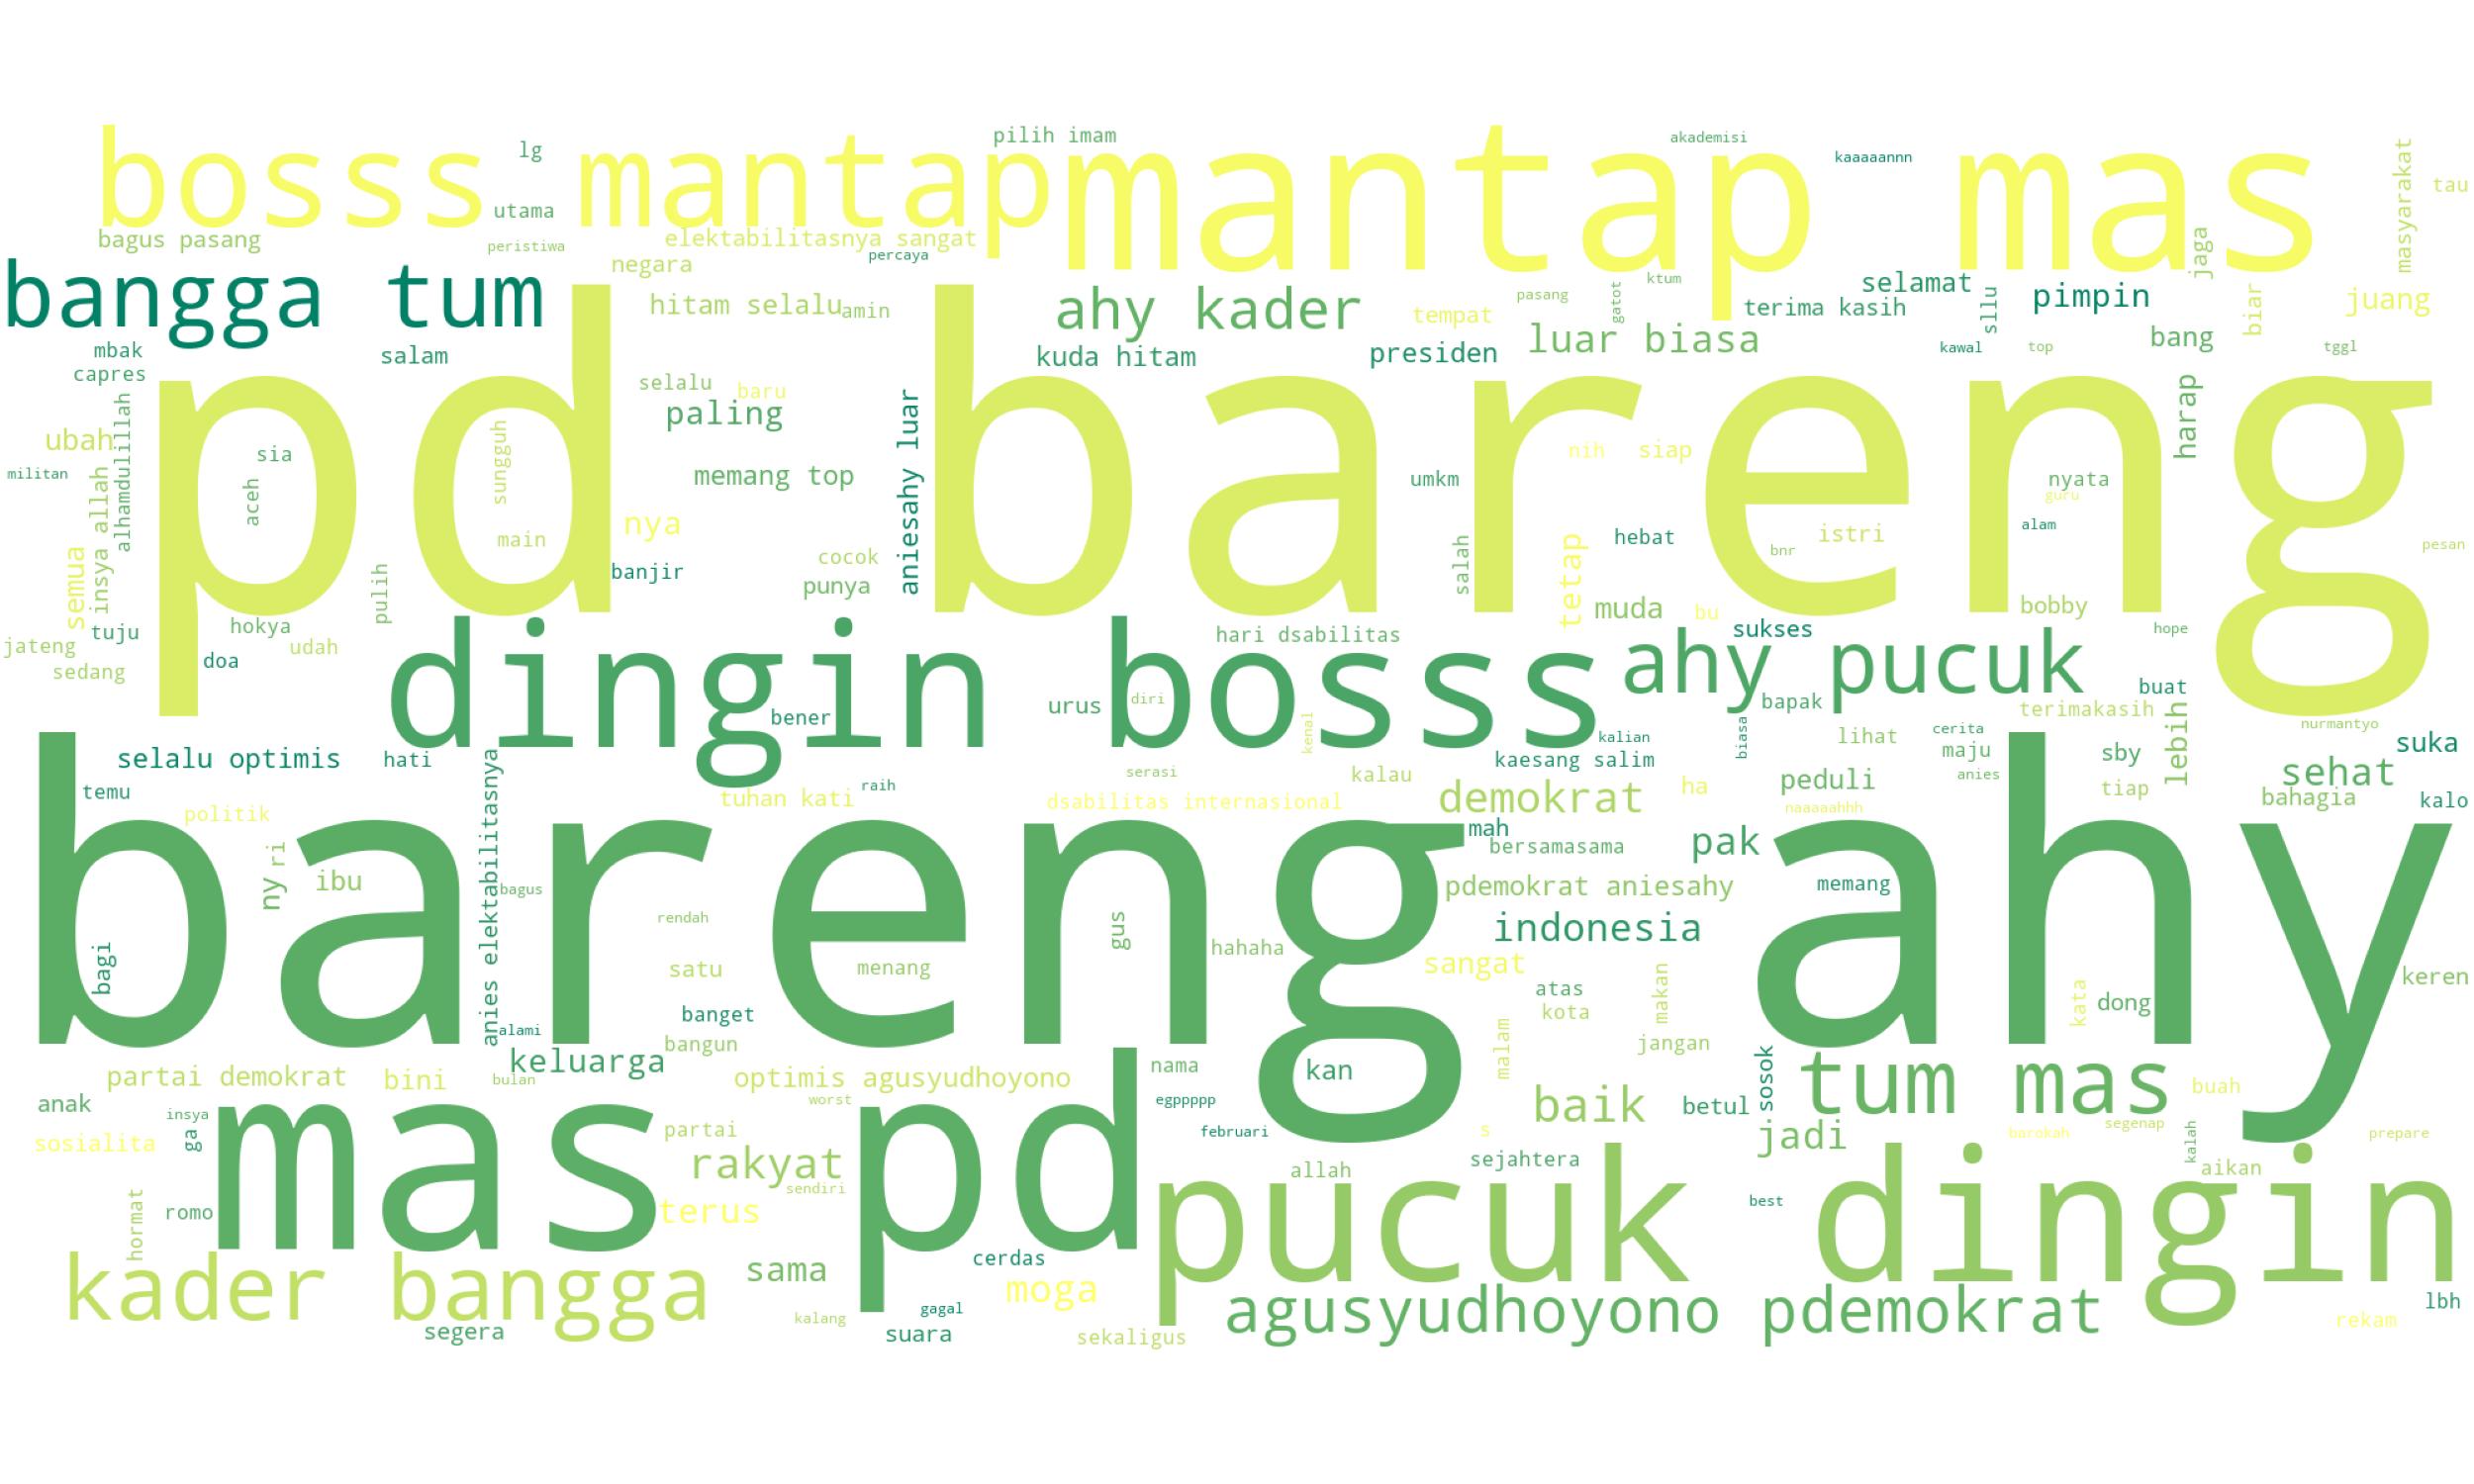 pilih imam
akademisi
lg
kaaaaannn
bosss mantap
mantap mas
masyarakat
tau
utama
bagus pasang
peristiwa
elektabilitasnya sangat
percaya
jaga
negara
bangga tum
hitam selalu
amin
ahy kader
tempat
pasang
gatot
ktum
selamat
terima kasih
sllu
pimpin
biar
juang
mbak
salam
kuda hitam
presiden
luar biasa
kawal
top
bang
tggl
capres
selalu
baru
paling
pd bareng
harap
ubah
alhamdulillah
sia
sungguh
aniesahy luar
nih
siap
militan
insya allah
aceh
memang top
umkm
nyata
guru
main
nya
hebat
bnr
istri
alam
pesan
semua
pulih
banjir
cocok
punya
salah
tetap
muda
bu
bobby
jateng
tuju
hokya
udah
hari dsabilitas
sukses
hope
sedang
doa
dingin bosss
ahy pucuk
buat
bener
urus
diri
bapak
terimakasih
lebih
nurmantyo
selalu optimis
hati
kenal
kalian
kaesang salim
biasa
lihat
cerita
maju
sby
suka
temu
anies elektabilitasnya
raih
serasi
kalau
peduli
anies
tiap
sehat
bahagia
kalo
politik
tuhan kati
dsabilitas internasional
demokrat
ha
naaaaahhh
bareng ahy
mah
bersamasama
pak
ny ri
ibu
bagus
pdemokrat aniesahy
memang
rendah
gus
hahaha
indonesia
bagi
satu
menang
sangat
keren
banget
atas
kota
makan
kata
dong
alami
bangun
malam
jangan
keluarga
kan
partai demokrat
bini
bulan
optimis agusyudhoyono
nama
sosok
tum mas
buah
anak
insya
worst
egppppp
baik
betul
sosialita
ga
mas pd
partai
februari
s
jadi
barokah
segenap
kalah
prepare
rakyat
sendiri
allah
sejahtera
aikan
hormat
romo
terus
pucuk dingin
best
kader bangga
sama
cerdas
moga
agusyudhoyono pdemokrat
lbh
segera
kalang
gagal
suara
sekaligus
rekam